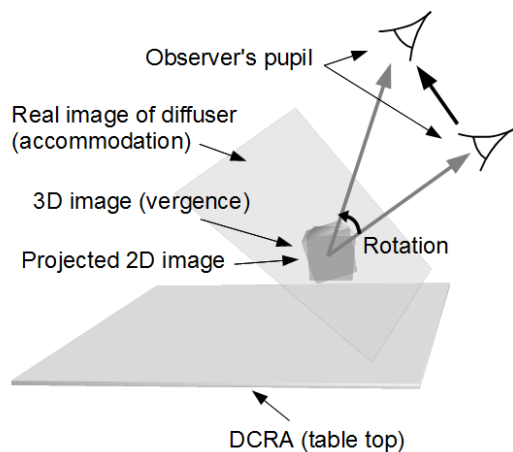 Observer's pupil
Real image of diffuser
(accommodation)
3D image (vergence)
Projected 2D image
Rotation
DCRA (table top)